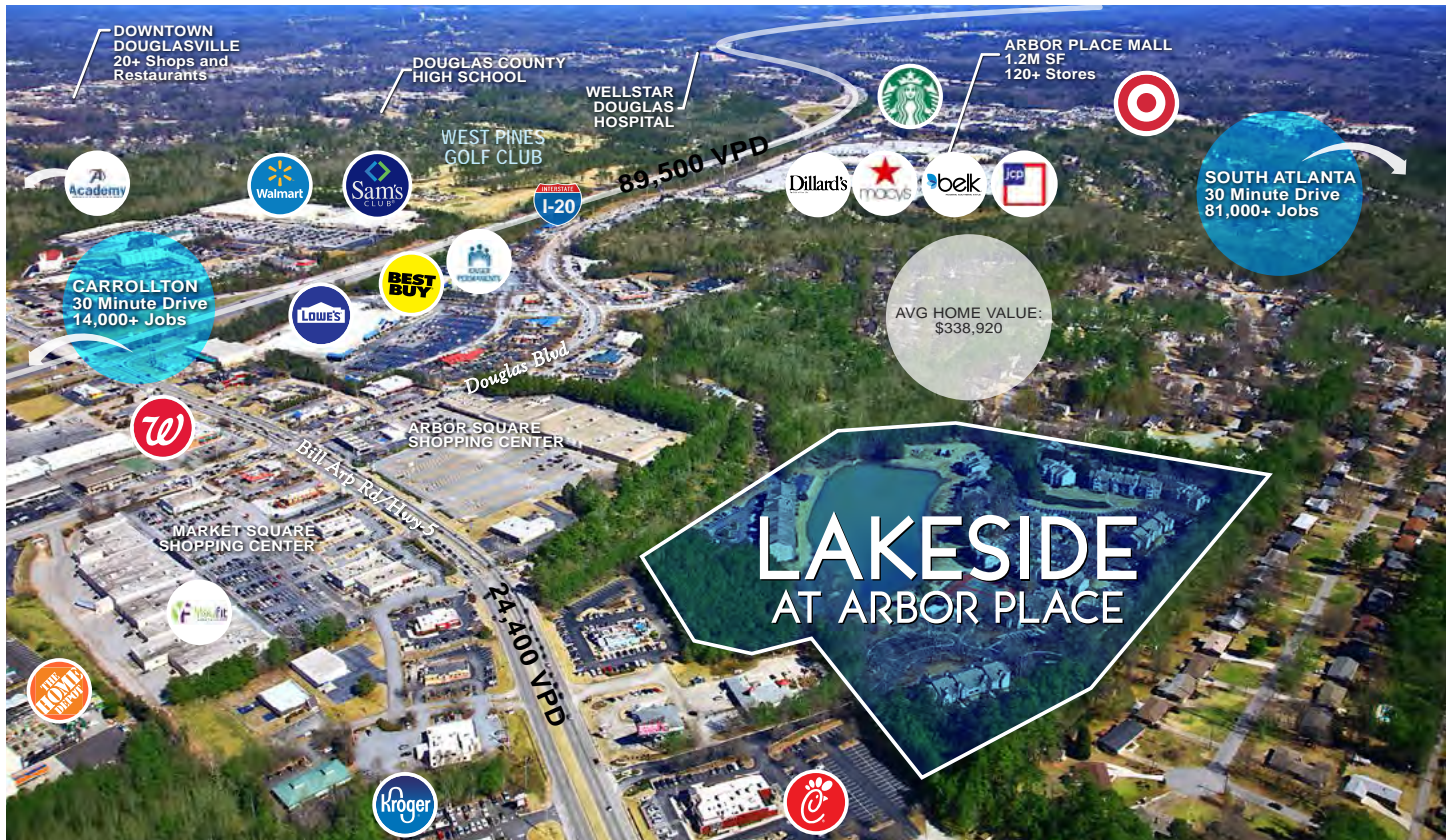 DOWNTOWN
DOUGLASVILLE
20+ Shops and
Restaurants
DOUGLAS COUNTY
HIGH SCHOOL
WELLSTAR
DOUGLAS
HOSPITAL
ARBOR PLACE MALL
1.2M SF
120+ Stores
WEST PINES
GOLF CLUB
89,500 VPD
INTERSTATE
I-20
Academy
Walmart
Sam's
CLUB
Dillard's
macys
belk
jcp
SOUTH ATLANTA
30 Minute Drive
81,000+ Jobs
CARROLLTON
30 Minute Drive
14,000+ Jobs
LOWE'S
BEST
BUY
KAISER
PERMANENTE
AVG HOME VALUE:
$338,920
Douglas Blvd
W
ARBOR SQUARE
SHOPPING CENTER
Bill Arp Rd/Hwy 5
MARKET SQUARE
SHOPPING CENTER
24,400 VPD
LAKESIDE
AT ARBOR PLACE
THE
HOME
DEPOT
Kroger
C